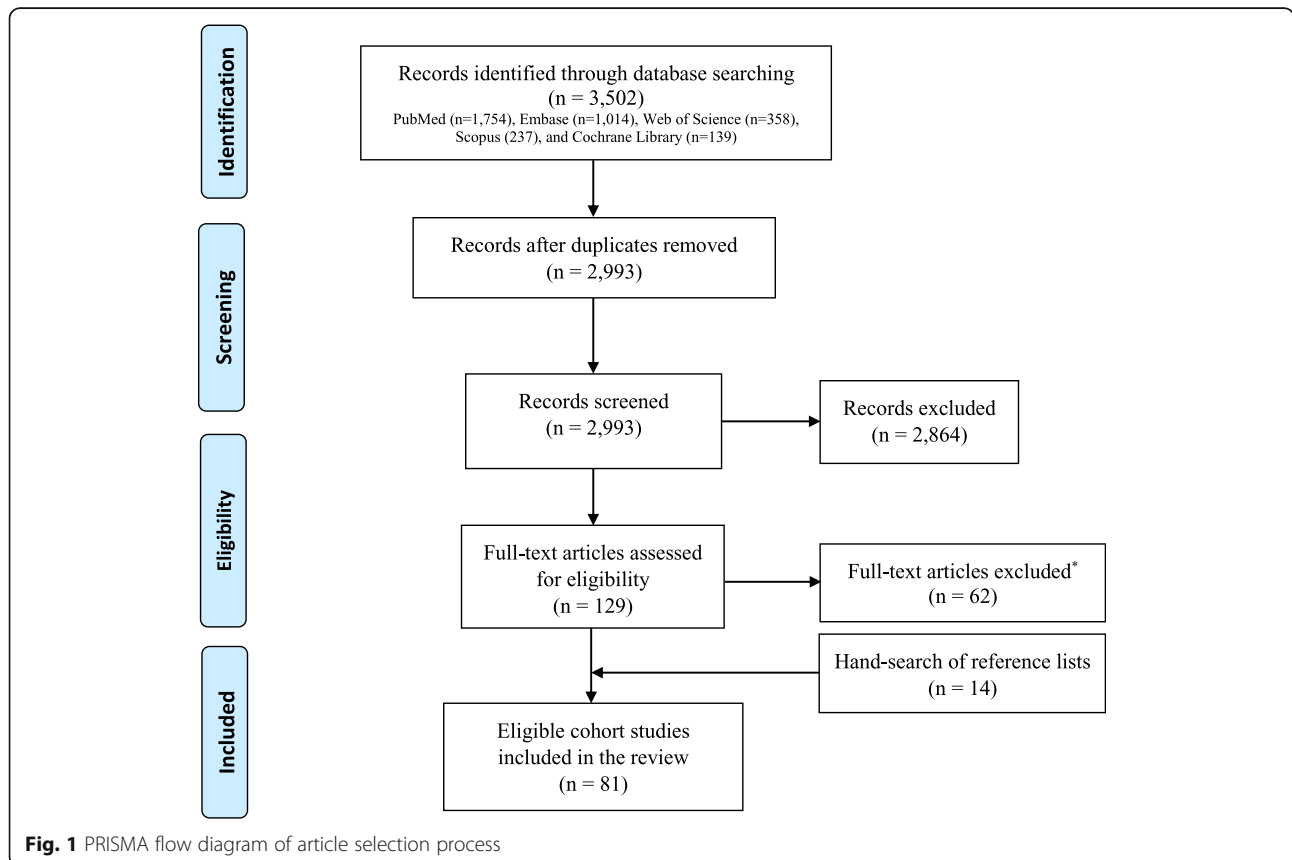 Identification
Records identified through database searching
(n = 3,502)
PubMed (n=1,754), Embase (n=1,014), Web of Science (n=358),
Scopus (237), and Cochrane Library (n=139)
Screening
Records after duplicates removed
(n = 2,993)
Records screened
(n = 2,993)
Records excluded
(n = 2,864)
Eligibility
Full-text articles assessed
for eligibility
(n = 129)
Full-text articles excluded*
(n = 62)
Hand-search of reference lists
(n = 14)
Included
Eligible cohort studies
included in the review
(n = 81)
Fig. 1 PRISMA flow diagram of article selection process